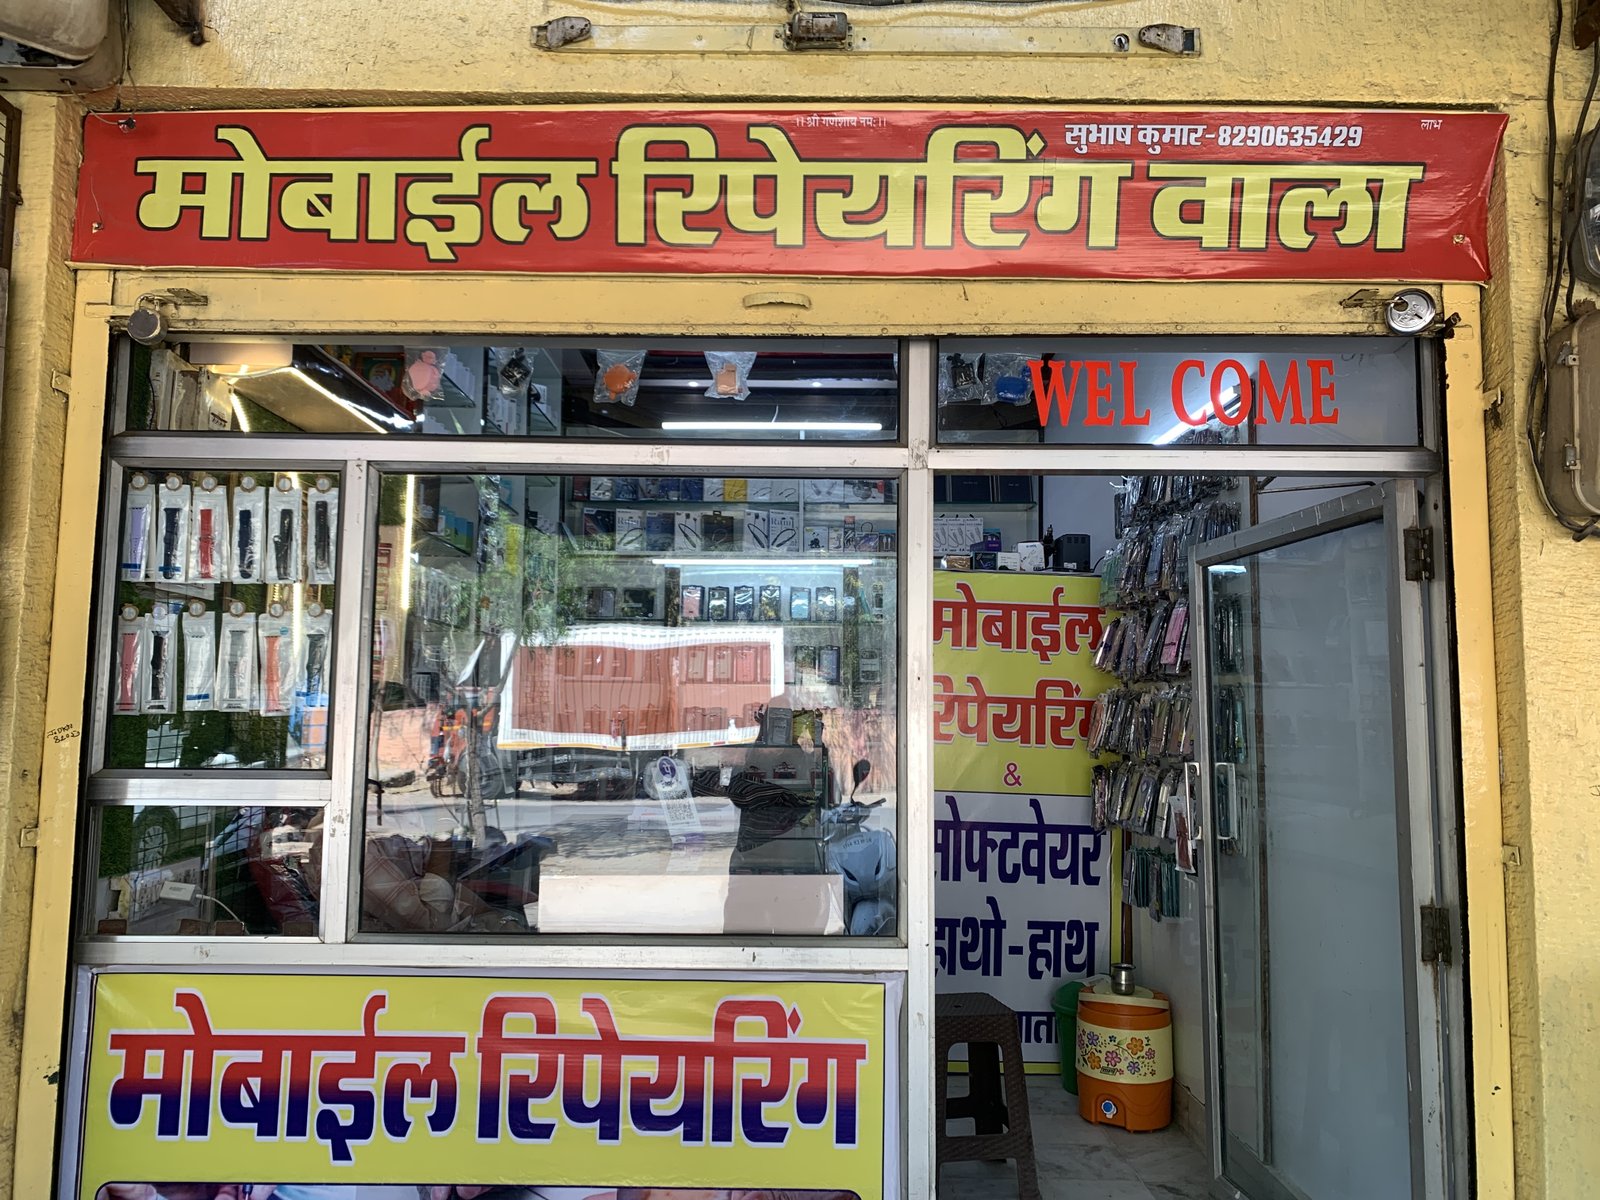 ।। श्री गणेशाय नमः ।।
सुभाष कुमार-8290635429
लाभ
मोबाईल रिपेयरिंग वाला
WEL COME
मोबाईल
रिपेयरिंग
&
सोफ्टवेयर
हाथो-हाथ
मोबाईल रिपेयरिंग